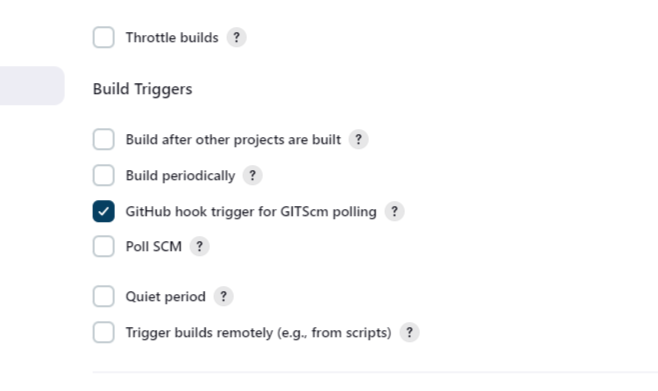 Throttle builds ?
Build Triggers
Build after other projects are built ?
Build periodically ?
GitHub hook trigger for GITScm polling ?
Poll SCM ?
Quiet period ?
Trigger builds remotely (e.g., from scripts) ?